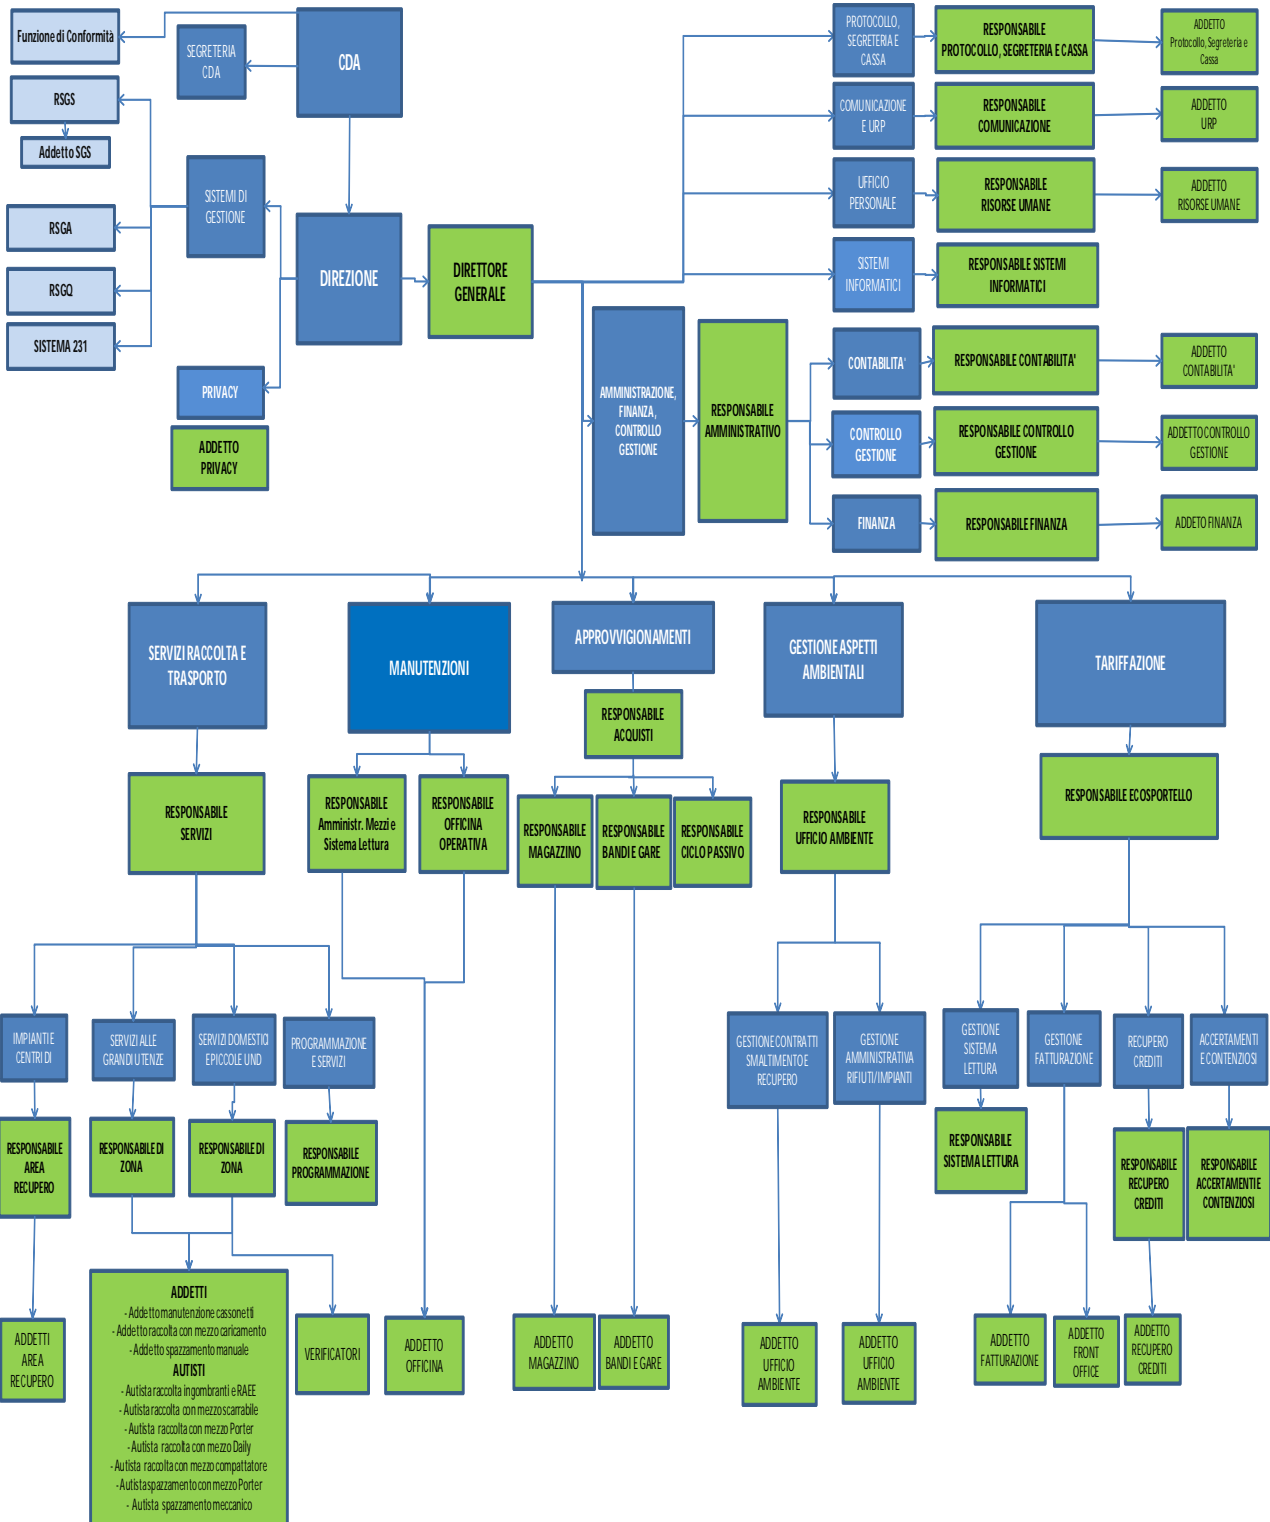 Funzione di Conformità
SEGRETERIA
CDA
CDA
RSGS
Addetto SGS
SISTEMI DI
GESTIONE
RSGA
RSGQ
SISTEMA 231
DIREZIONE
DIRETTORE
GENERALE
PRIVACY
ADDETTO
PRIVACY
PROTOCOLLO,
SEGRETERIA E
CASSA
RESPONSABILE
PROTOCOLLO, SEGRETERIA E CASSA
ADDETTO
Protocollo, Segreteria e
Cassa
COMUNICAZIONE
E URP
RESPONSABILE
COMUNICAZIONE
ADDETTO
URP
UFFICIO
PERSONALE
RESPONSABILE
RISORSE UMANE
ADDETTO
RISORSE UMANE
SISTEMI
INFORMATICI
RESPONSABILE SISTEMI
INFORMATICI
AMMINISTRAZIONE,
FINANZA,
CONTROLLO
GESTIONE
RESPONSABILE
AMMINISTRATIVO
CONTABILITA'
RESPONSABILE CONTABILITA'
ADDETTO
CONTABILITA'
CONTROLLO
GESTIONE
RESPONSABILE CONTROLLO
GESTIONE
ADDETTO CONTROLLO
GESTIONE
FINANZA
RESPONSABILE FINANZA
ADDETO FINANZA
SERVIZI RACCOLTA E
TRASPORTO
MANUTENZIONI
APPROVVIGIONAMENTI
GESTIONE ASPETTI
AMBIENTALI
TARIFFAZIONE
RESPONSABILE
SERVIZI
RESPONSABILE
Amministr. Mezzi e
Sistema Lettura
RESPONSABILE
OFFICINA
OPERATIVA
RESPONSABILE
ACQUISTI
RESPONSABILE
MAGAZZINO
RESPONSABILE
BANDI E GARE
RESPONSABILE
CICLO PASSIVO
RESPONSABILE
UFFICIO AMBIENTE
RESPONSABILE ECOSPORTELLO
IMPIANTI E
CENTRI DI
SERVIZI ALLE
GRANDI UTENZE
SERVIZI DOMESTICI
E PICCOLE UND
PROGRAMMAZIONE
E SERVIZI
GESTIONE CONTRATTI
SMALTIMENTO E
RECUPERO
GESTIONE
AMMINISTRATIVA
RIFIUTI/IMPIANTI
GESTIONE
SISTEMA
LETTURA
GESTIONE
FATTURAZIONE
RECUPERO
CREDITI
ACCERTAMENTI
E CONTENZIOSI
RESPONSABILE
AREA
RECUPERO
RESPONSABILE DI
ZONA
RESPONSABILE DI
ZONA
RESPONSABILE
PROGRAMMAZIONE
RESPONSABILE
SISTEMA LETTURA
RESPONSABILE
RECUPERO
CREDITI
RESPONSABILE
ACCERTAMENTI E
CONTENZIOSI
ADDETTI
AREA
RECUPERO
ADDETTI
- Addetto manutenzione cassonetti
- Addetto raccolta con mezzo caricamento
- Addetto spazzamento manuale
AUTISTI
- Autista raccolta ingombranti e RAEE
- Autista raccolta con mezzo scarrabile
- Autista raccolta con mezzo Porter
- Autista raccolta con mezzo Daily
- Autista raccolta con mezzo compattatore
- Autista spazzamento con mezzo Porter
- Autista spazzamento meccanico
VERIFICATORI
ADDETTO
OFFICINA
ADDETTO
MAGAZZINO
ADDETTO
BANDI E GARE
ADDETTO
UFFICIO
AMBIENTE
ADDETTO
UFFICIO
AMBIENTE
ADDETTO
FATTURAZIONE
ADDETTO
FRONT
OFFICE
ADDETTO
RECUPERO
CREDITI